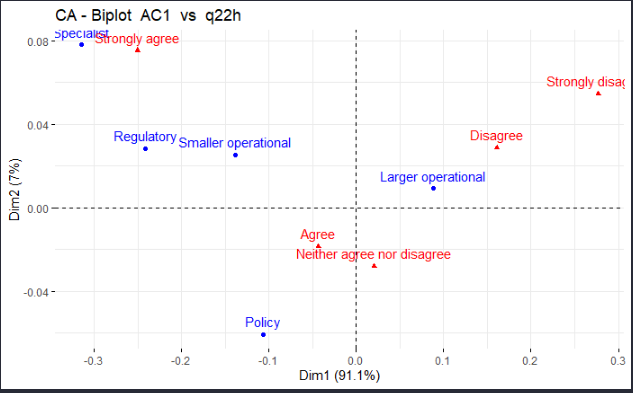 CA - Biplot AC1 vs q22h
Specialist
Strongly agree
Strongly disag
Disagree
Regulatory
Smaller operational
Larger operational
Agree
Neither agree nor disagree
Policy
Dim2 (7%)
0.08
0.04
0.00
-0.04
-0.3
-0.2
-0.1
0.0
0.1
0.2
0.3
Dim1 (91.1%)